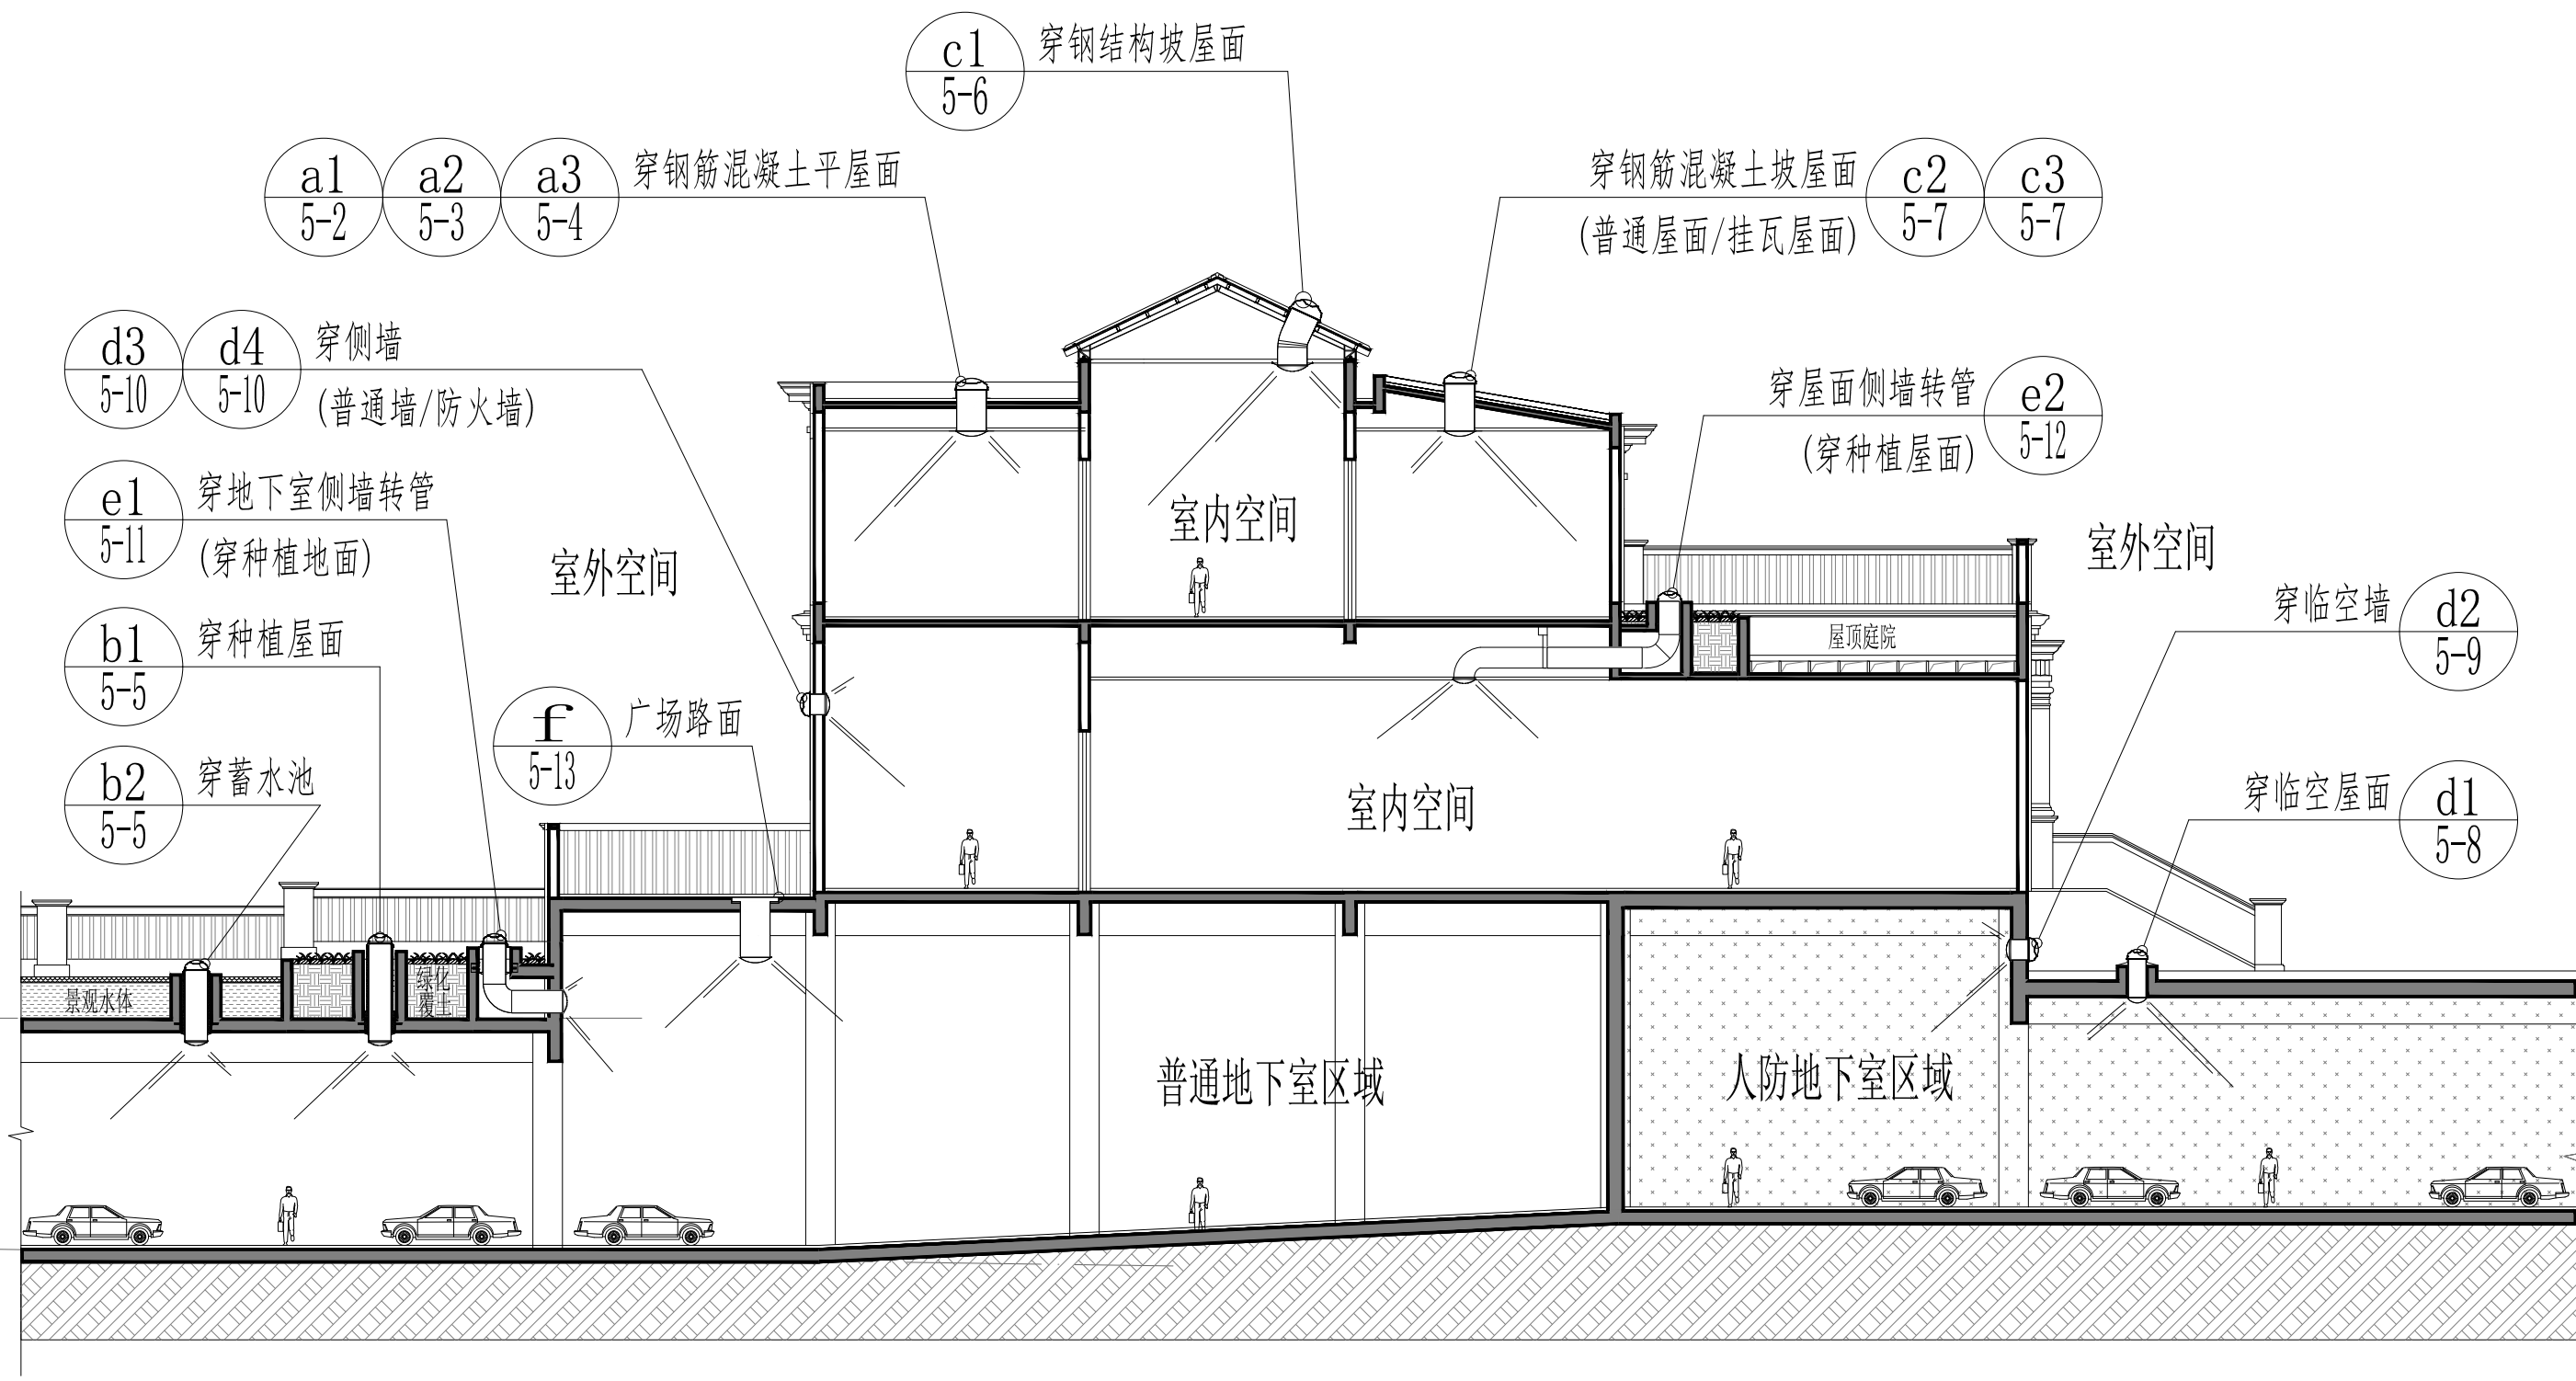 c1
5-6
穿钢结构坡屋面
a1
5-2
a2
5-3
a3
5-4
穿钢筋混凝土平屋面
穿钢筋混凝土坡屋面
(普通屋面/挂瓦屋面)
c2
5-7
c3
5-7
d3
5-10
d4
5-10
穿侧墙
(普通墙/防火墙)
穿屋面侧墙转管
(穿种植屋面)
e2
5-12
e1
5-11
穿地下室侧墙转管
(穿种植地面)
室外空间
室内空间
室外空间
b1
5-5
穿种植屋面
屋顶庭院
穿临空墙
d2
5-9
f
5-13
广场路面
b2
5-5
穿蓄水池
室内空间
穿临空屋面
d1
5-8
景观水体
绿化
覆土
普通地下室区域
人防地下室区域